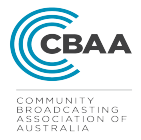 CBAA
COMMUNITY
BROADCASTING
ASSOCIATION OF
AUSTRALIA